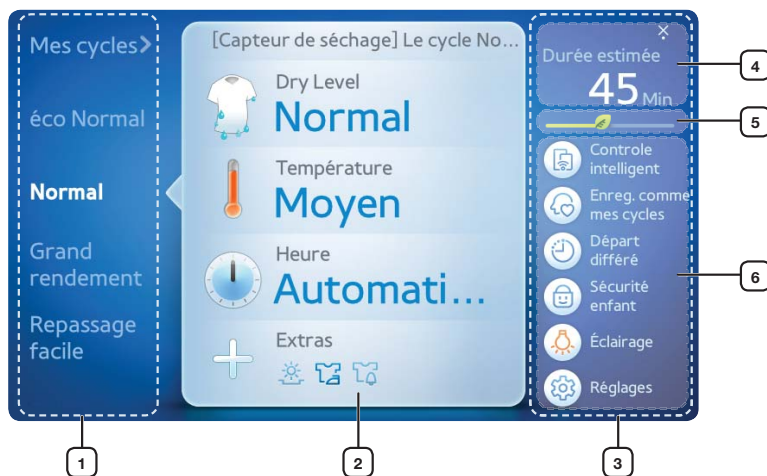 Mes cycles
éco Normal
Normal
Grand
rendement
Repassage
facile
[Capteur de séchage] Le cycle No...
Dry Level
Normal
Température
Moyen
Heure
Automati...
Extras
Durée estimée
45 Min
Controle
intelligent
Enreg. comme
mes cycles
Départ
différé
Sécurité
enfant
Éclairage
Réglages
4
5
6
1
2
3